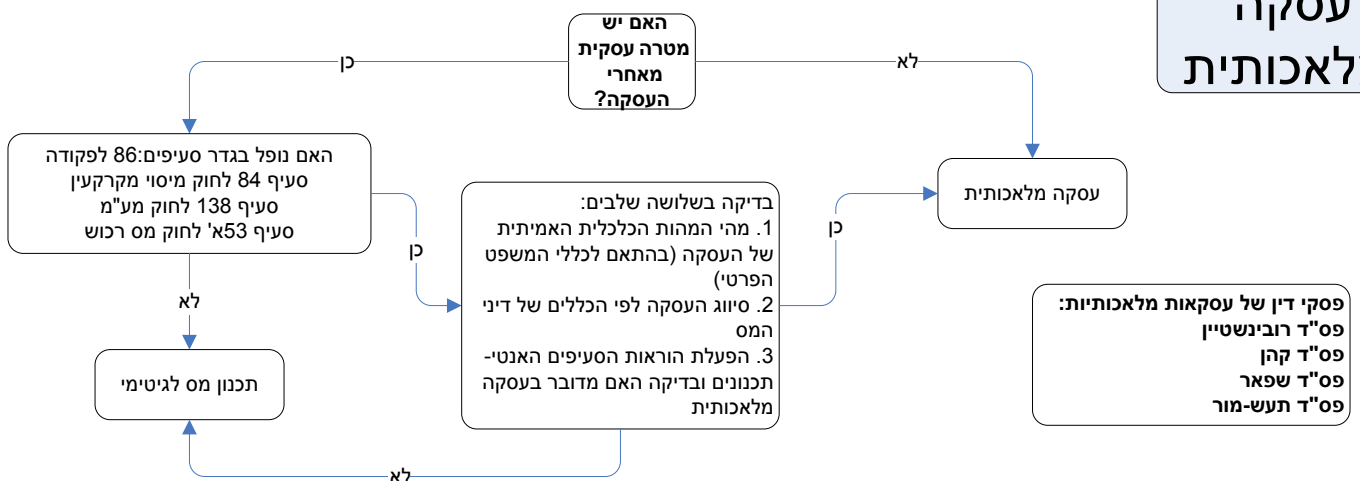 עסקה
מלאכותית
האם יש
מטרה עסקית
מאחרי
העסקה?
כן
לא
האם נופל בגדר סעיפים:86 לפקודה
סעיף 84 לחוק מיסוי מקרקעין
סעיף 138 לחוק מע"מ
סעיף 53א' לחוק מס רכוש
בדיקה בשלושה שלבים:
1. מהי המהות הכלכלית האמיתית
של העסקה (בהתאם לכללי המשפט
הפרטי)
2. סיווג העסקה לפי הכללים של דיני
המס
3. הפעלת הוראות הסעיפים האנטי-
תכנונים ובדיקה האם מדובר בעסקה
מלאכותית
עסקה מלאכותית
כן
כן
לא
תכנון מס לגיטימי
לא
פסקי דין של עסקאות מלאכותיות:
פס"ד רובינשטיין
פס"ד קהן
פס"ד שפאר
פס"ד תעש-מור